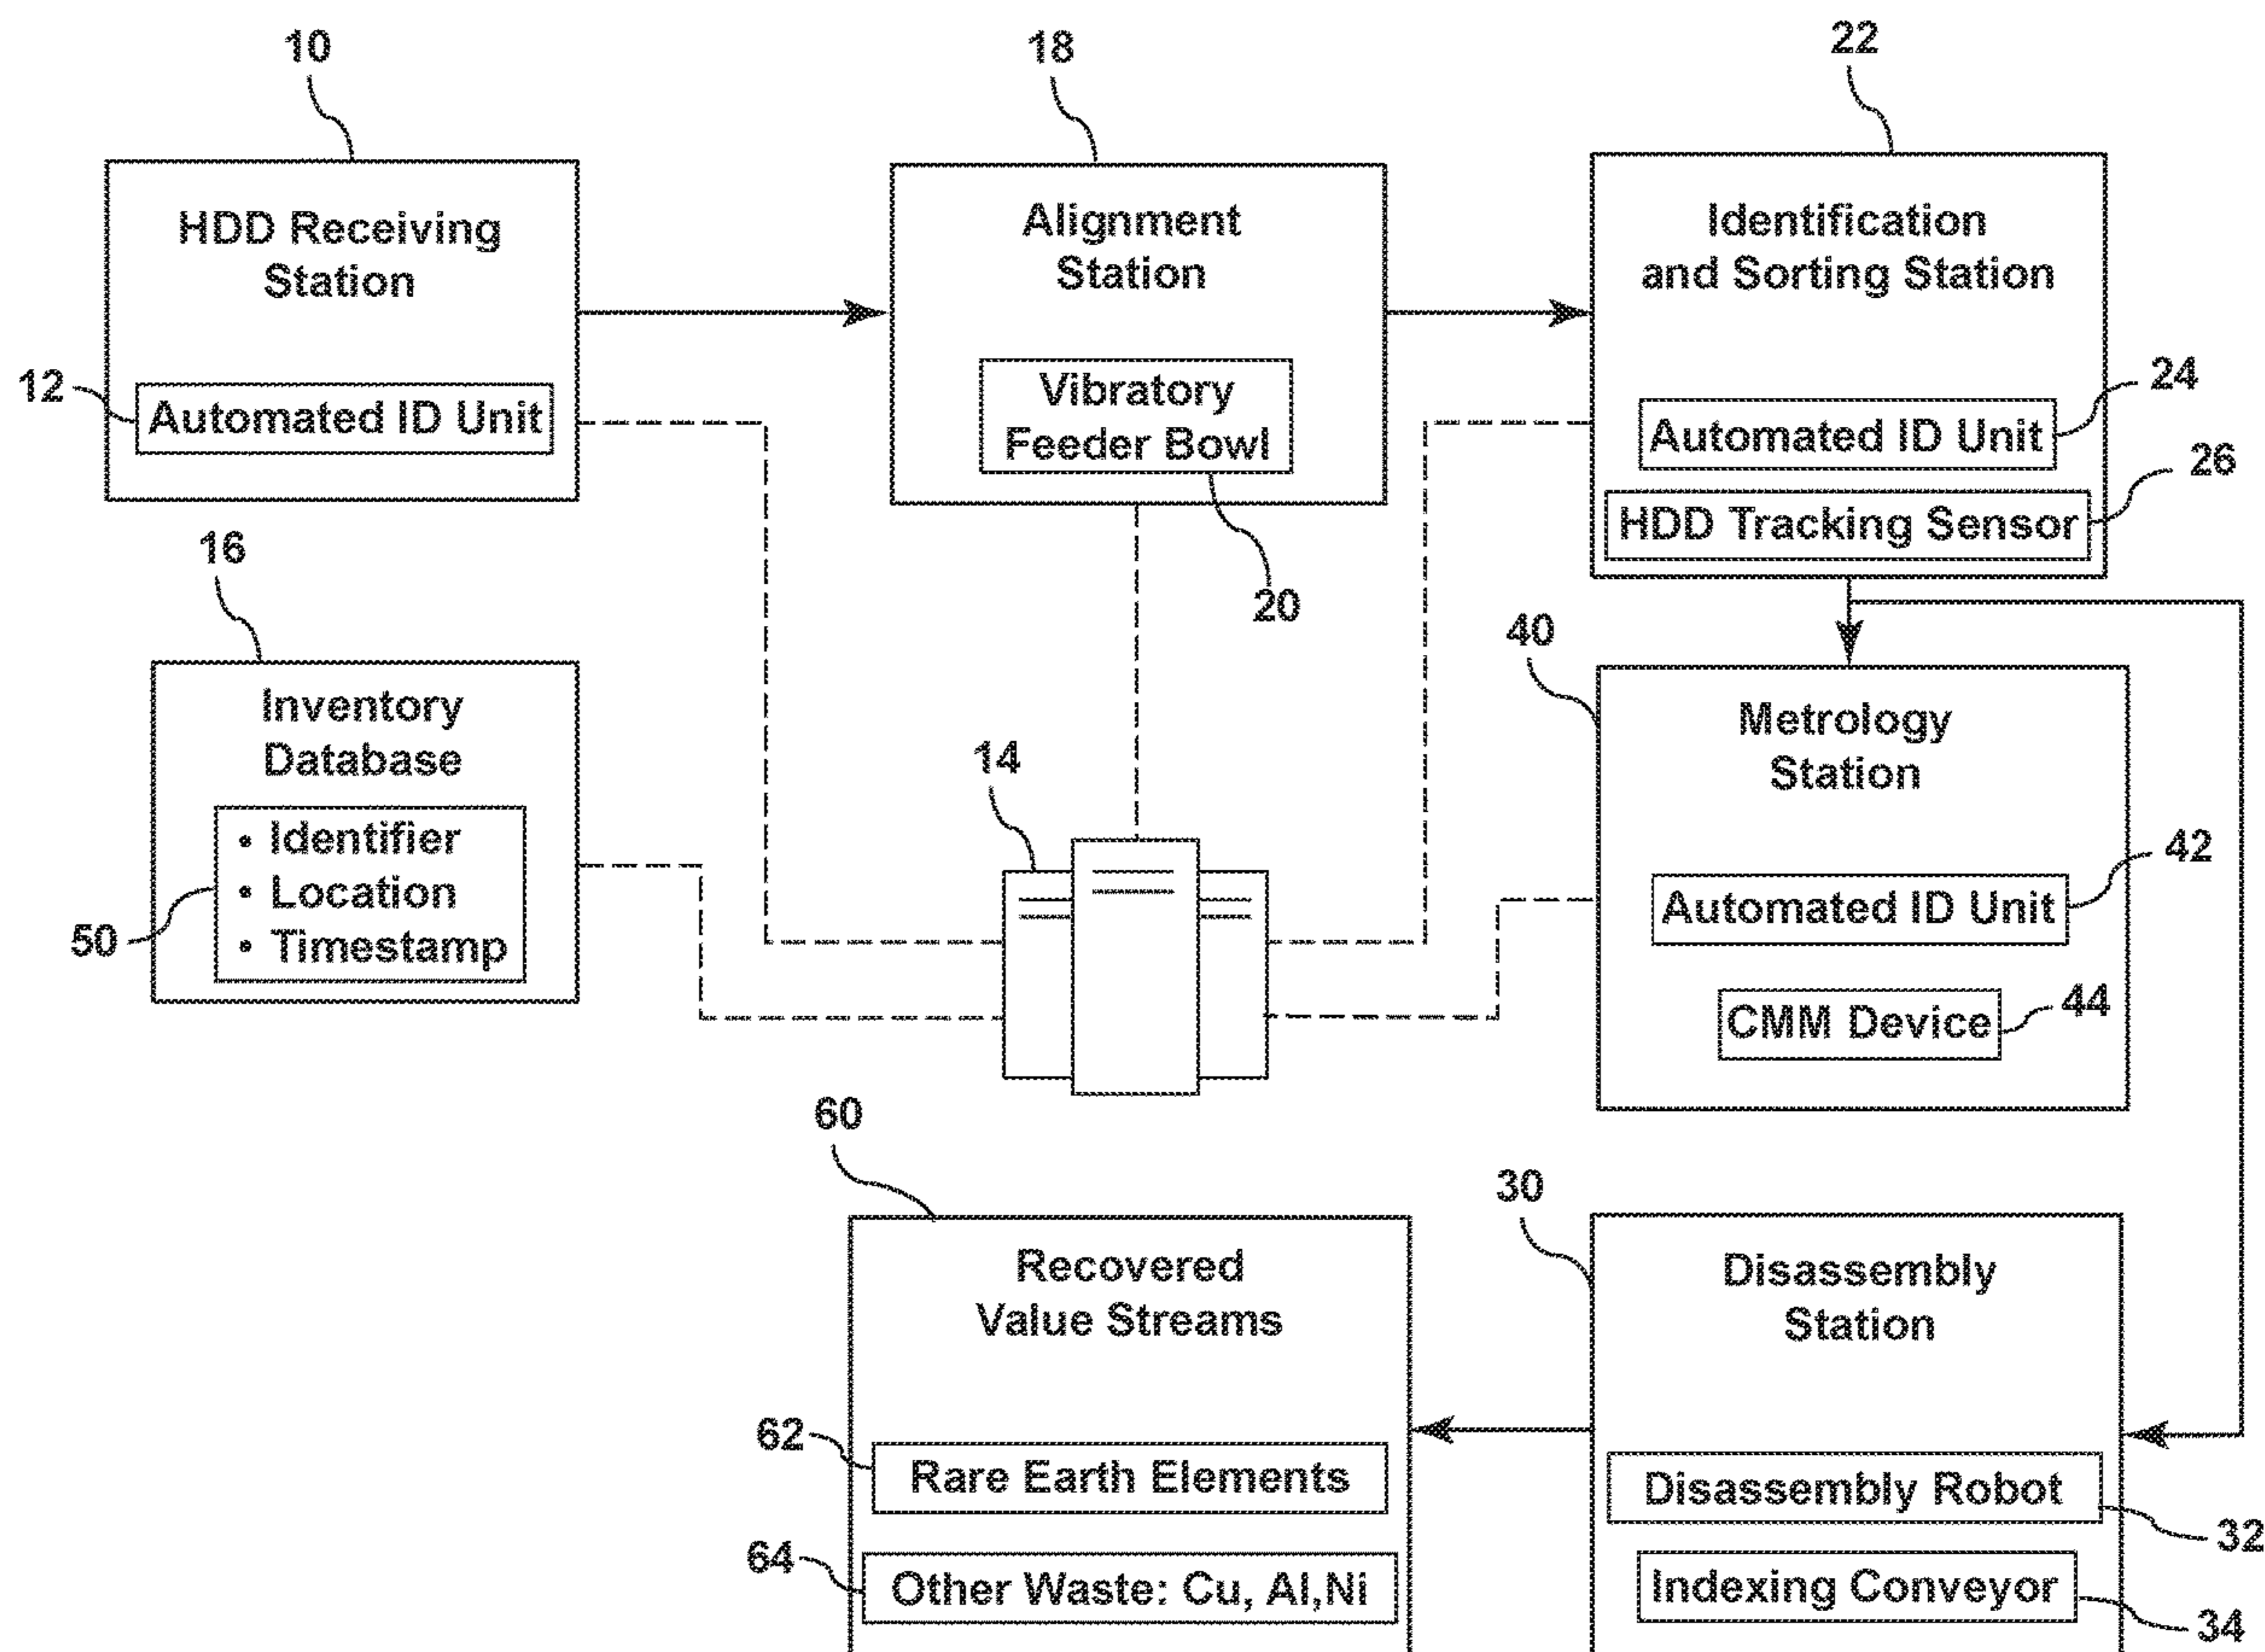 10
HDD Receiving
Station
12
Automated ID Unit
18
Alignment
Station
Vibratory
Feeder Bowl
20
22
Identification
and Sorting Station
Automated ID Unit
24
HDD Tracking Sensor
26
16
Inventory
Database
• Identifier
• Location
• Timestamp
50
14
40
Metrology
Station
Automated ID Unit
42
CMM Device
44
60
Recovered
Value Streams
62
Rare Earth Elements
64
Other Waste: Cu, Al,Ni
30
Disassembly
Station
Disassembly Robot
32
Indexing Conveyor
34